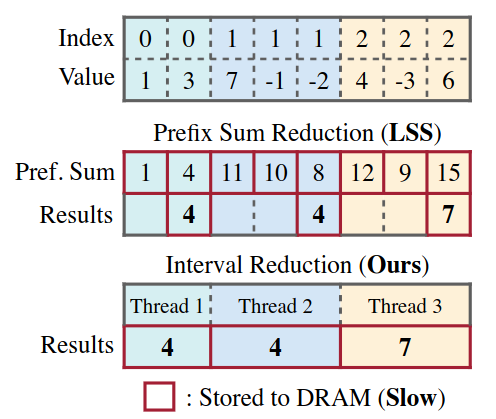 Index 0 0 1 1 1 2 2 2
Value 1 3 7 -1 -2 4 -3 6
Prefix Sum Reduction (LSS)
Pref. Sum 1 4 11 10 8 12 9 15
Results 4 4 7
Interval Reduction (Ours)
Thread 1 Thread 2 Thread 3
Results 4 4 7
: Stored to DRAM (Slow)